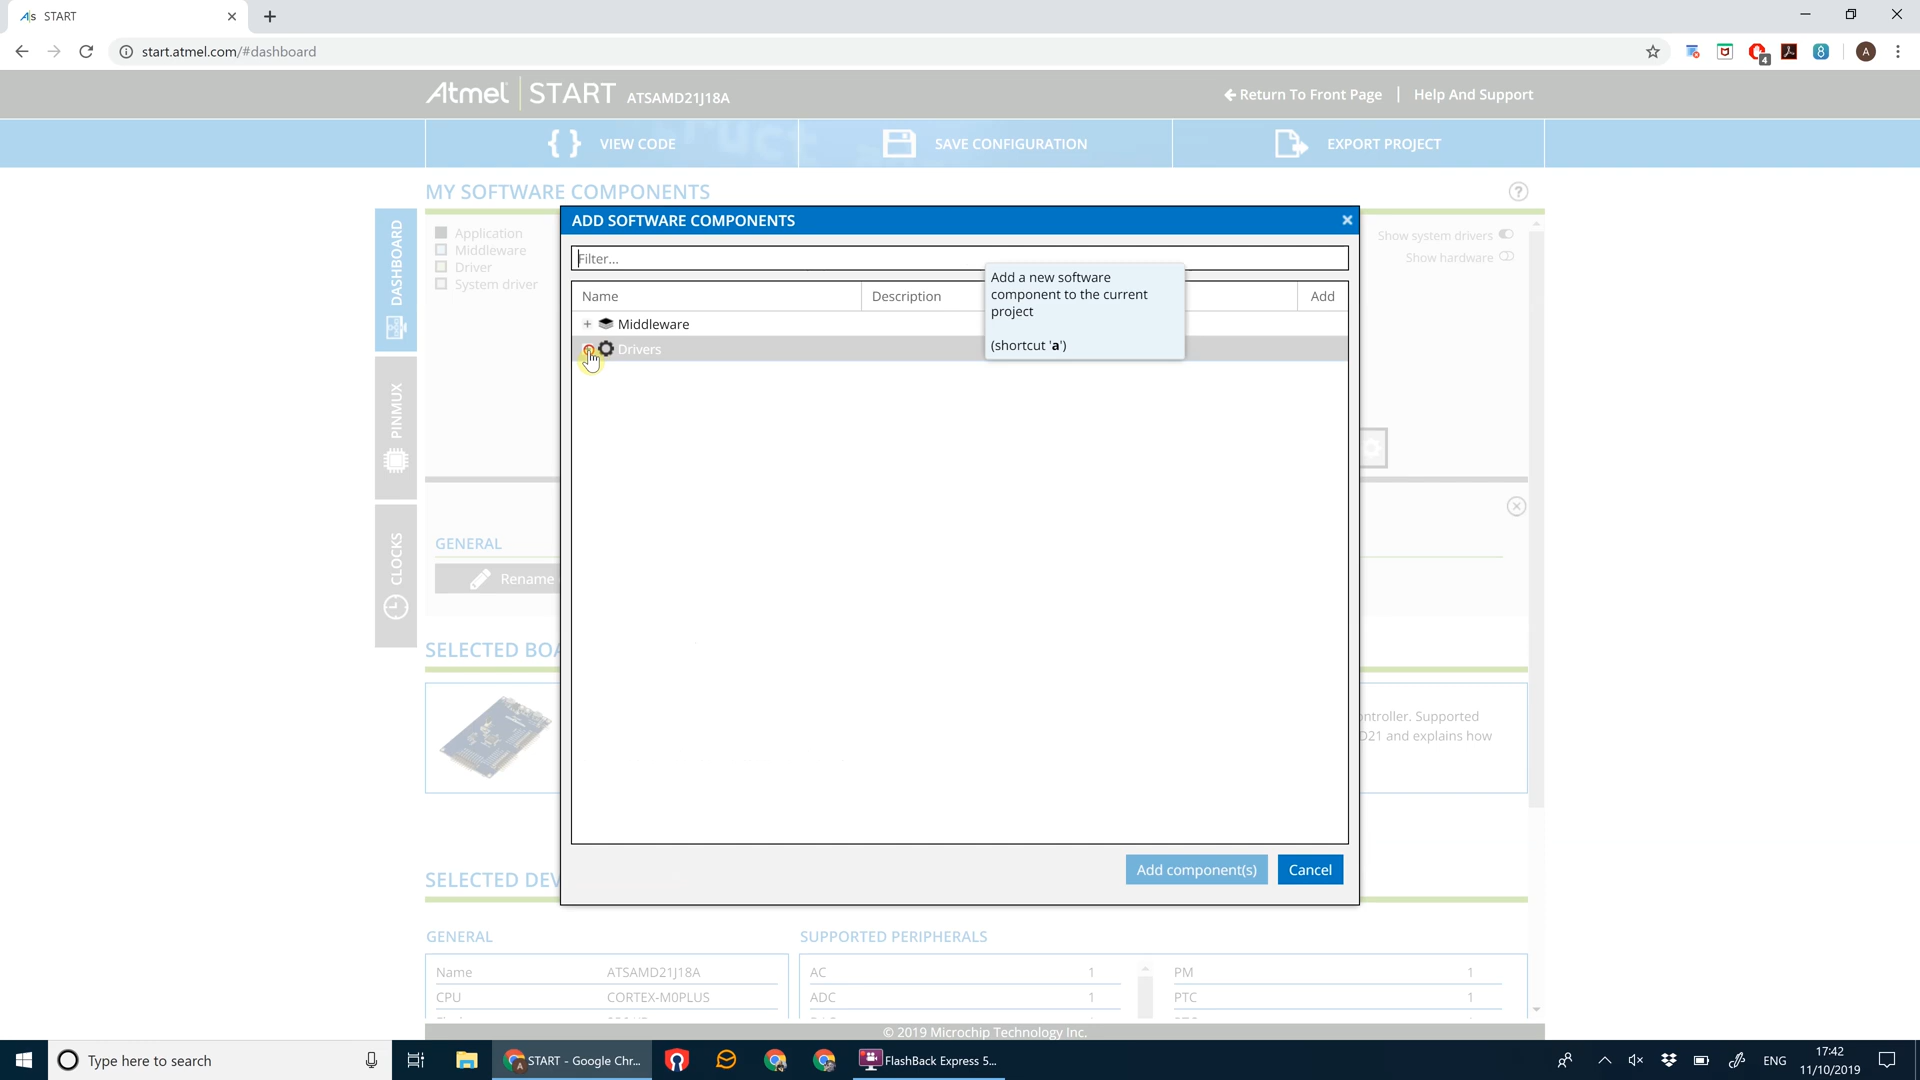 START
start.atmel.com/#dashboard
4
8
A
Atmel START ATSAMD21J18A
Return To Front Page | Help And Support
VIEW CODE
SAVE CONFIGURATION
EXPORT PROJECT
MY SOFTWARE COMPONENTS
?
DASHBOARD
PINMUX
CLOCKS
Application
Middleware
Driver
System driver
Show system drivers
Show hardware
ADD SOFTWARE COMPONENTS
Filter...
Name
Description
Add
Middleware
Drivers
Add a new software
component to the current
project
(shortcut 'a')
Add component(s)
Cancel
GENERAL
Rename
SELECTED BOA
ntroller. Supported
D21 and explains how
SELECTED DEV
GENERAL
Name ATSAMD21J18A
CPU CORTEX-M0PLUS
SUPPORTED PERIPHERALS
AC 1
ADC 1
PM 1
PTC 1
© 2019 Microchip Technology Inc.
Type here to search
START - Google Chr...
FlashBack Express 5...
ENG
17:42
11/10/2019